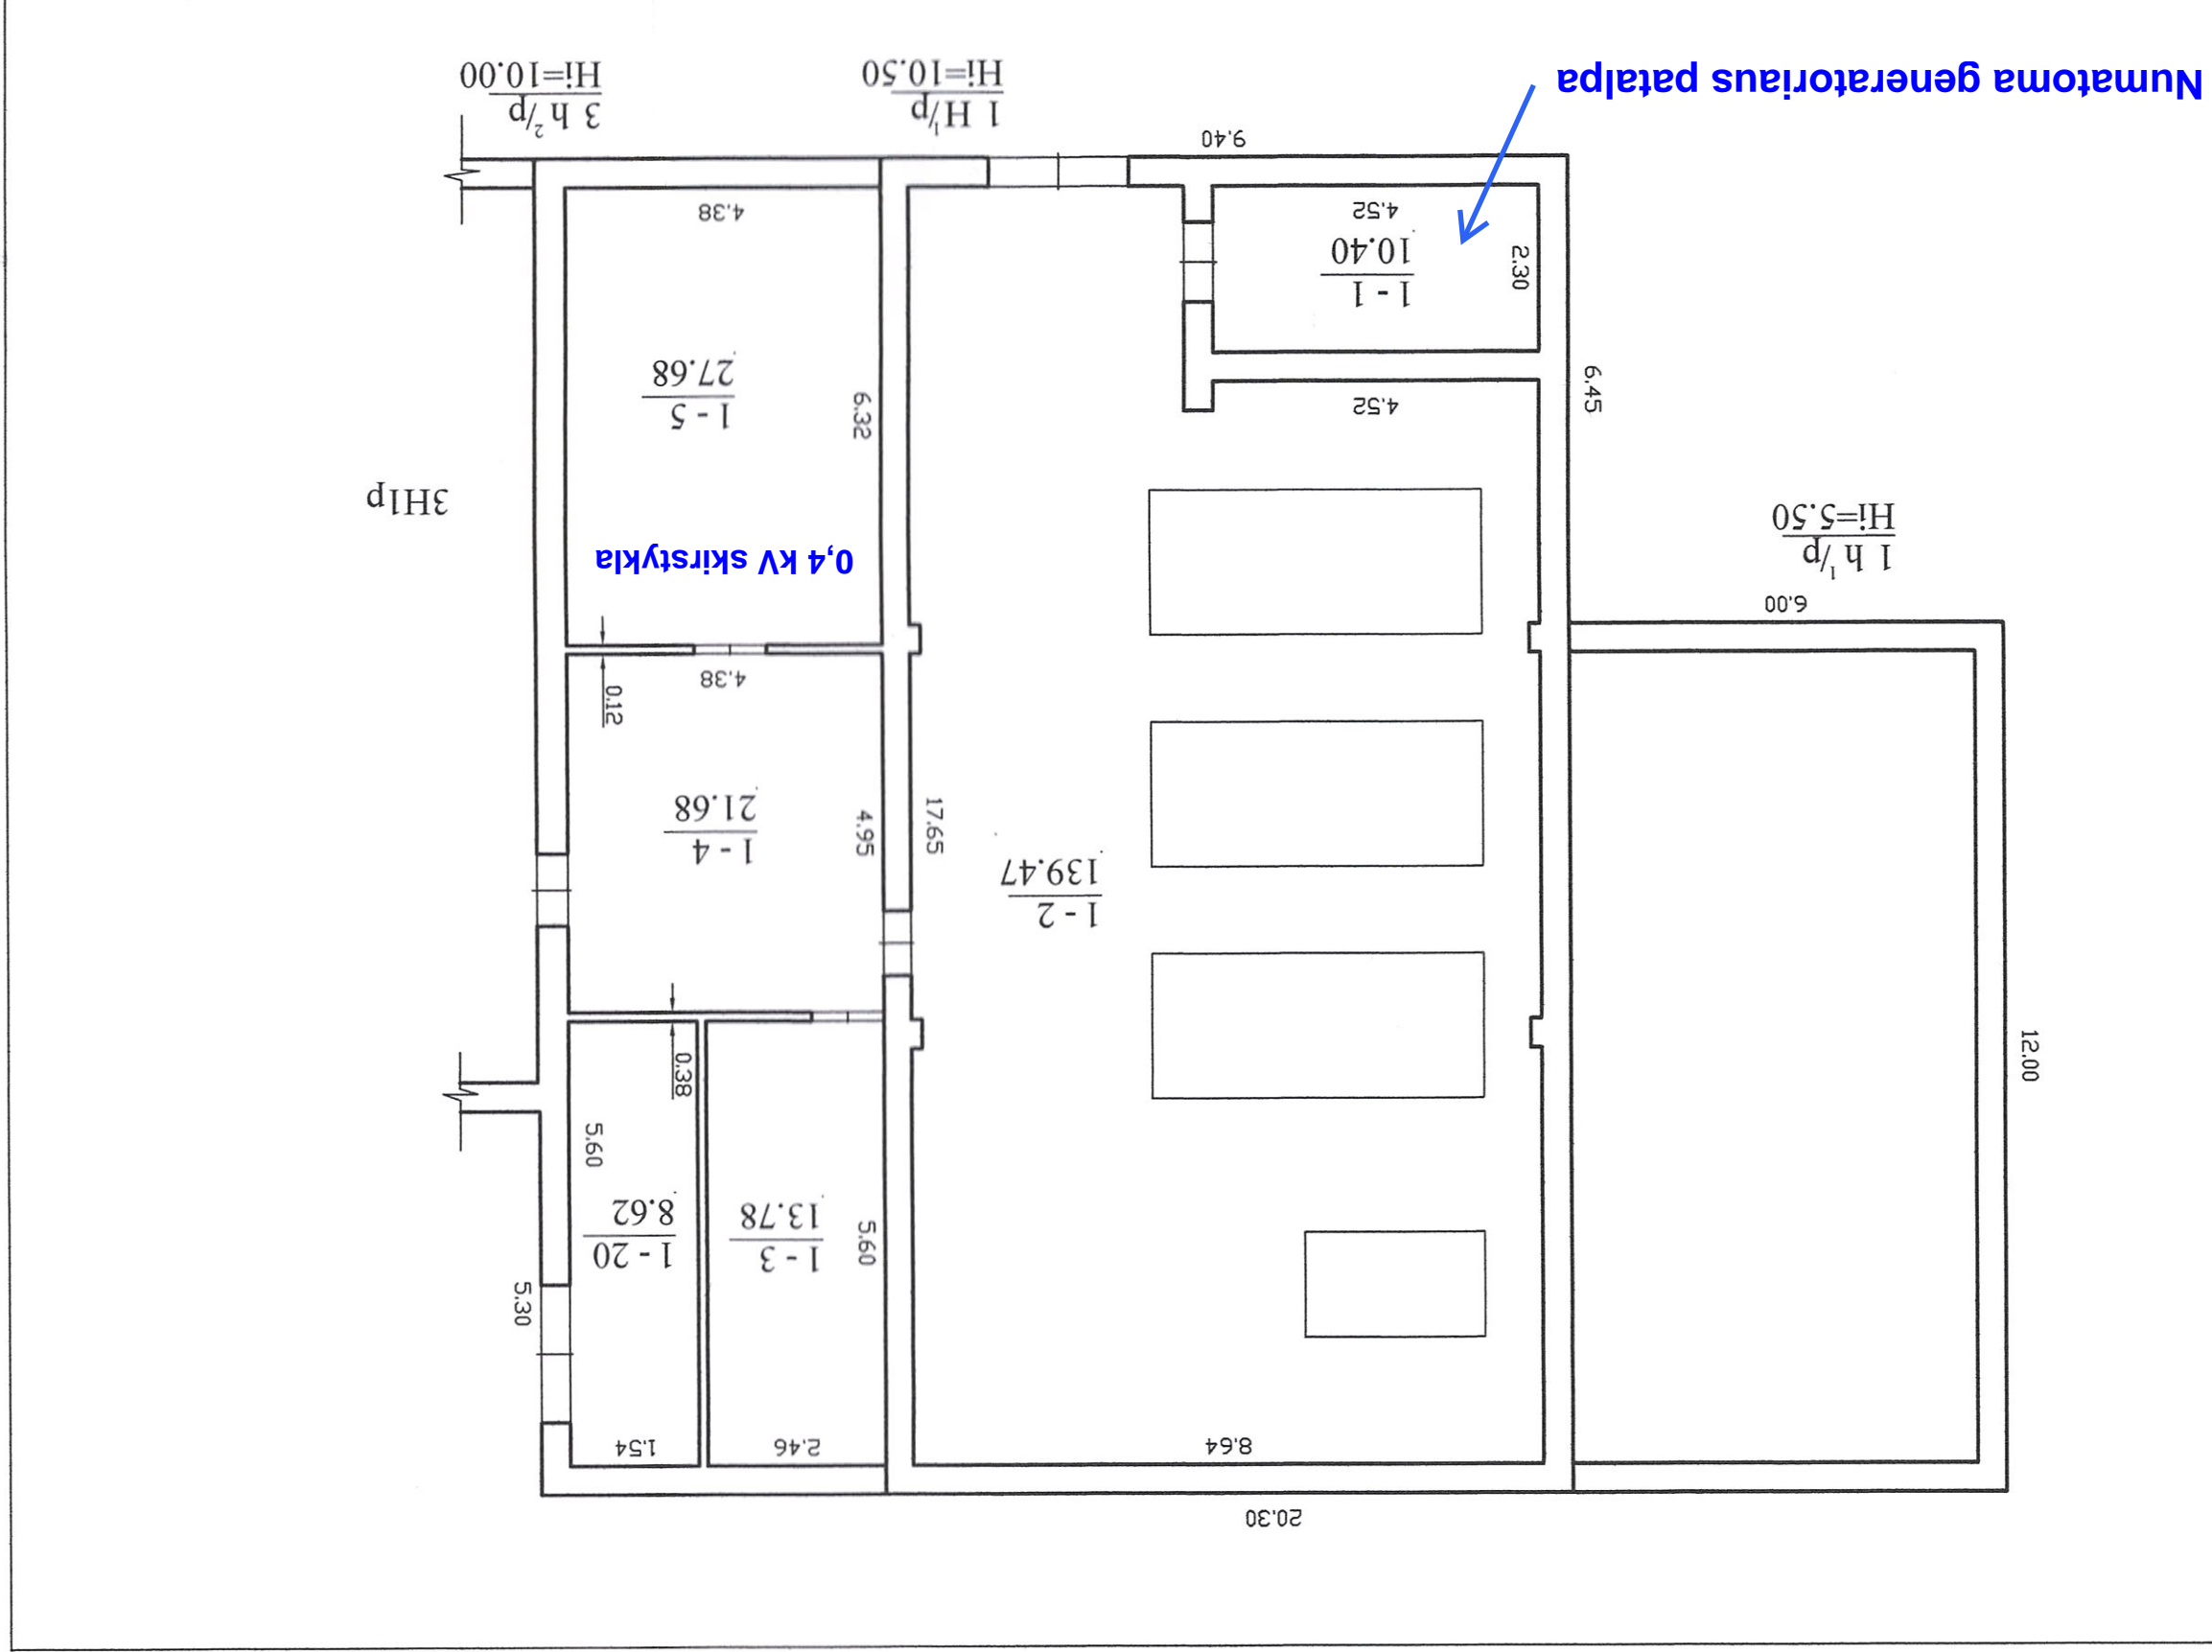 20.30
8.64
2.46
1.54
5.30
5.60
1 - 3
13.78
1 - 20
8.62
5.60
12.00
0.38
1 - 2
139.47
17.65
4.95
1 - 4
21.68
0.12
4.38
6.00
1 h¹/p
Hi=5.50
0,4 kV skirstykla
3H1p
6.45
4.52
6.32
1 - 5
27.68
1 - 1
10.40
2.30
4.52
4.38
9.40
1 H¹/p
Hi=10.50
3 h²/p
Hi=10.00
Numatoma generatoriaus patalpa